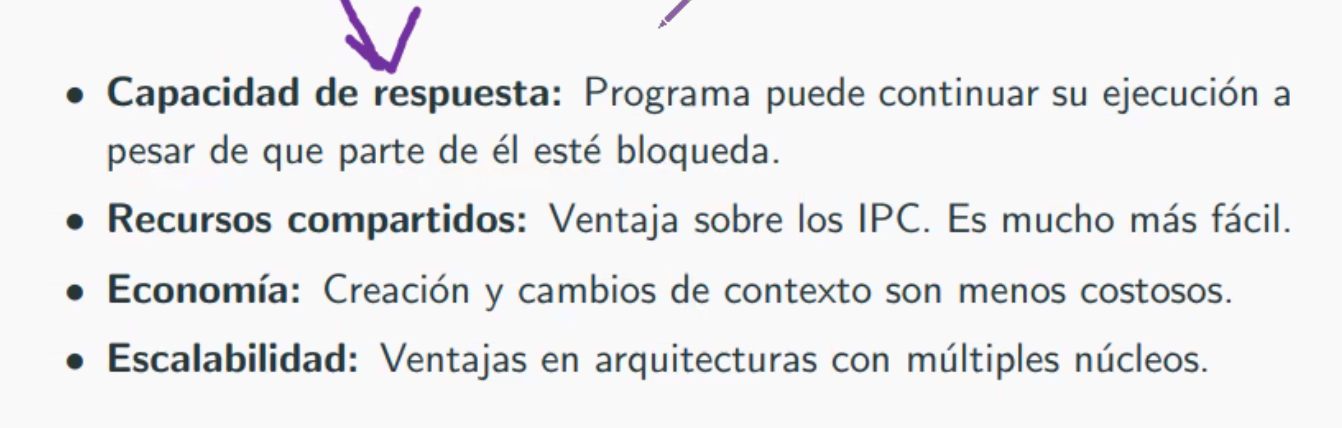 • Capacidad de respuesta: Programa puede continuar su ejecución a
pesar de que parte de él esté bloqueda.
• Recursos compartidos: Ventaja sobre los IPC. Es mucho más fácil.
• Economía: Creación y cambios de contexto son menos costosos.
• Escalabilidad: Ventajas en arquitecturas con múltiples núcleos.